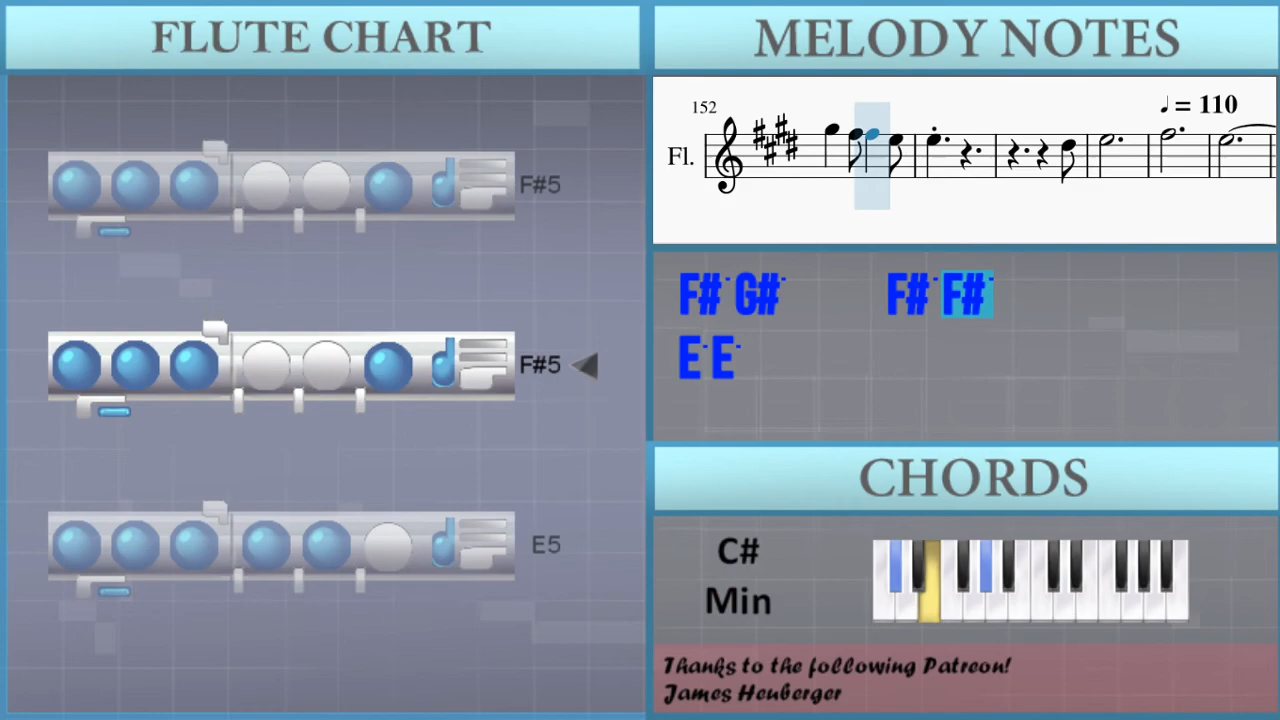 FLUTE CHART
F#5
F#5
E5
MELODY NOTES
152
♩ = 110
Fl.
F#· G#· F#· F#·
E· E·
CHORDS
C#
Min
Thanks to the following Patreon!
James Heuberger